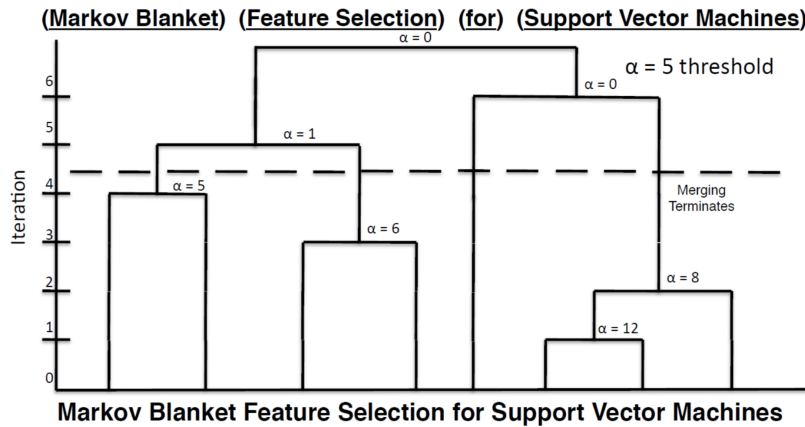 (Markov Blanket) (Feature Selection) (for) (Support Vector Machines)
α = 0
α = 5 threshold
6
α = 0
5
α = 1
Merging
Terminates
4
α = 5
Iteration
3
α = 6
2
α = 8
1
α = 12
0
Markov Blanket Feature Selection for Support Vector Machines